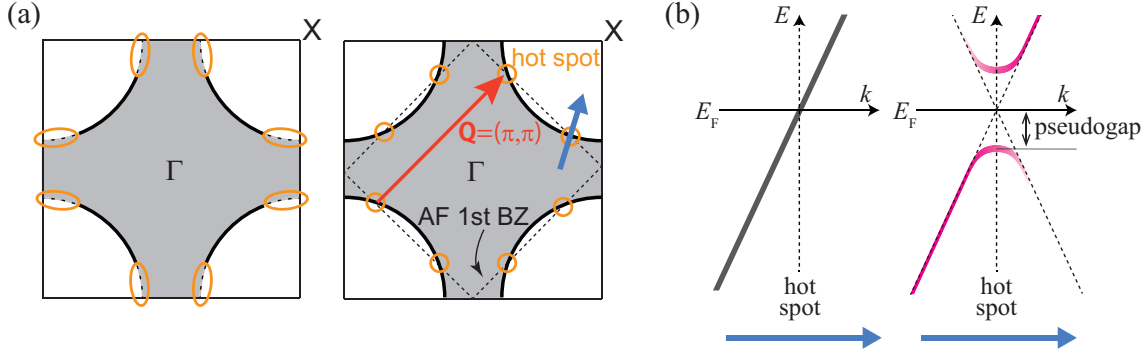 (a)
X
Γ
X
hot spot
Q=(π,π)
Γ
AF 1st BZ
(b)
E
E_F
k
hot
spot
E
E_F
k
pseudogap
hot
spot